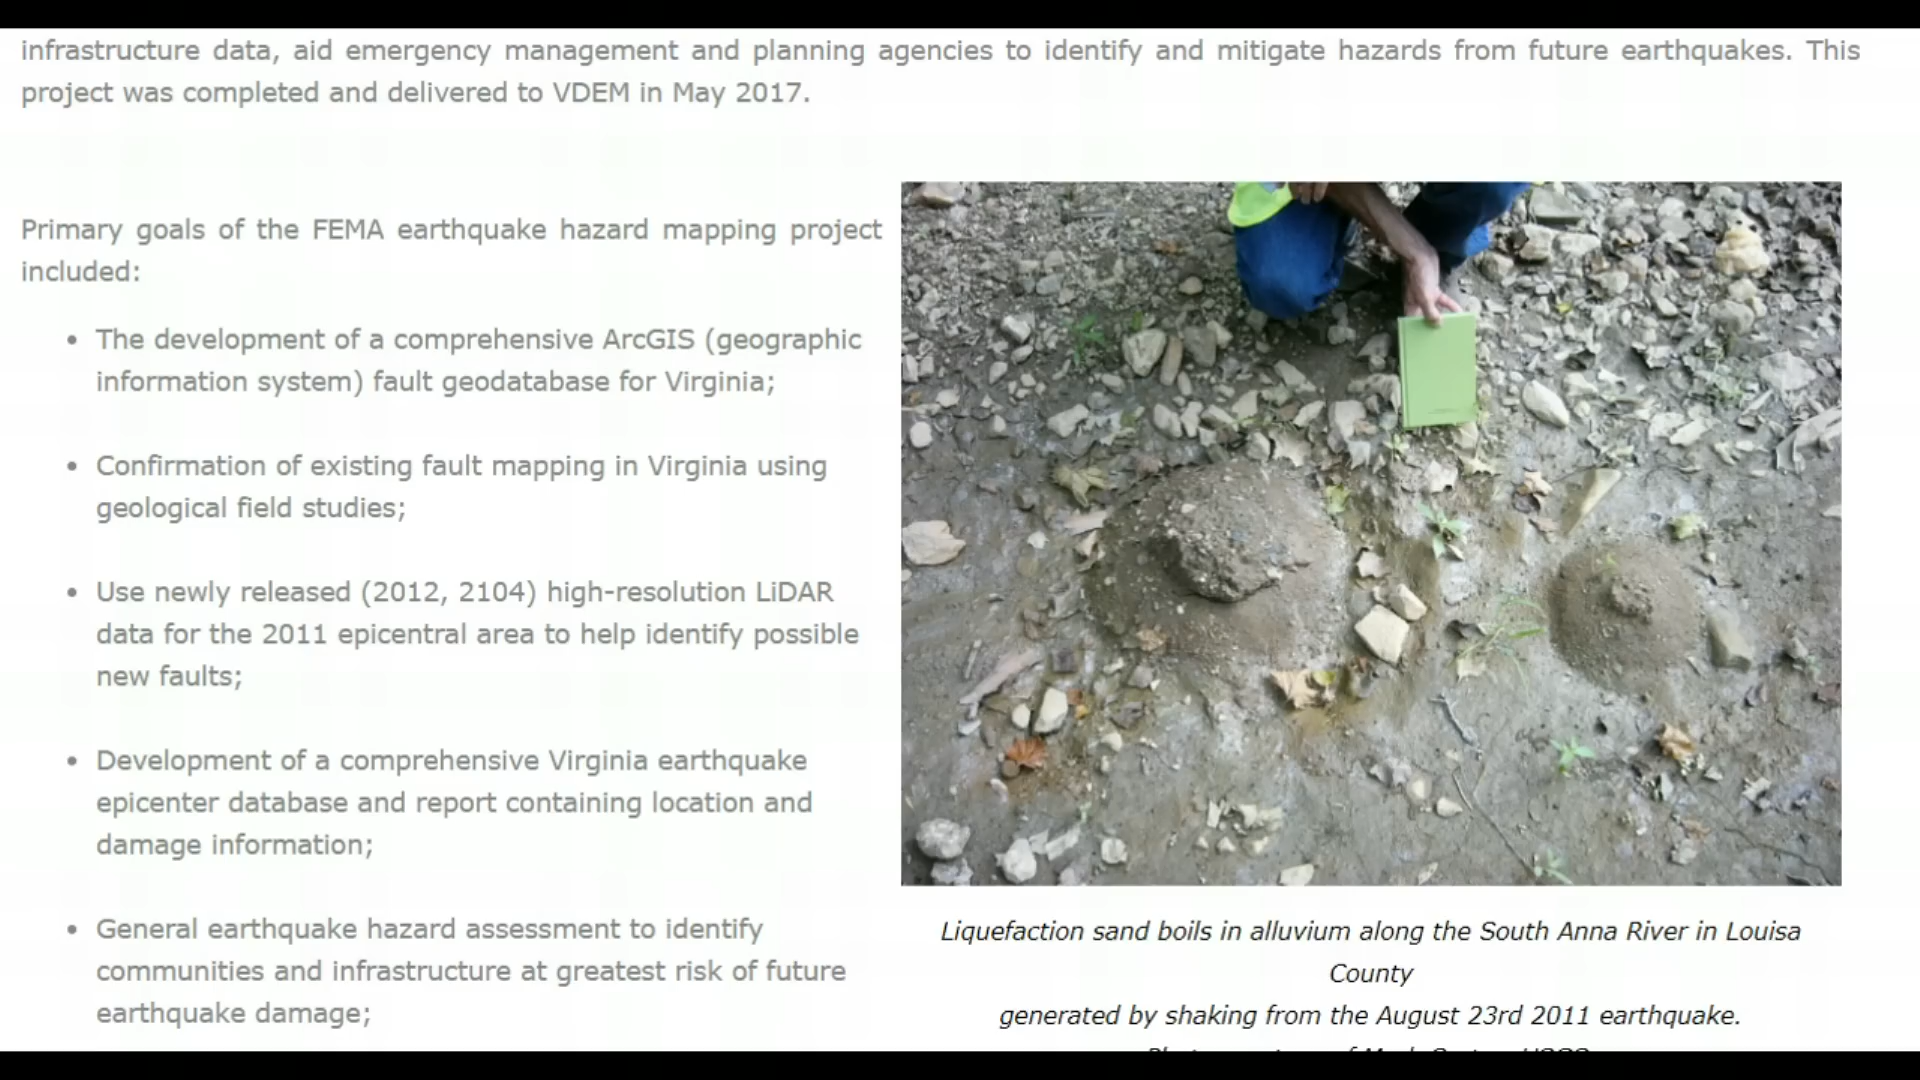 infrastructure data, aid emergency management and planning agencies to identify and mitigate hazards from future earthquakes. This
project was completed and delivered to VDEM in May 2017.
Primary goals of the FEMA earthquake hazard mapping project
included:
• The development of a comprehensive ArcGIS (geographic
information system) fault geodatabase for Virginia;
• Confirmation of existing fault mapping in Virginia using
geological field studies;
• Use newly released (2012, 2104) high-resolution LiDAR
data for the 2011 epicentral area to help identify possible
new faults;
• Development of a comprehensive Virginia earthquake
epicenter database and report containing location and
damage information;
• General earthquake hazard assessment to identify
communities and infrastructure at greatest risk of future
earthquake damage;
Liquefaction sand boils in alluvium along the South Anna River in Louisa
County
generated by shaking from the August 23rd 2011 earthquake.